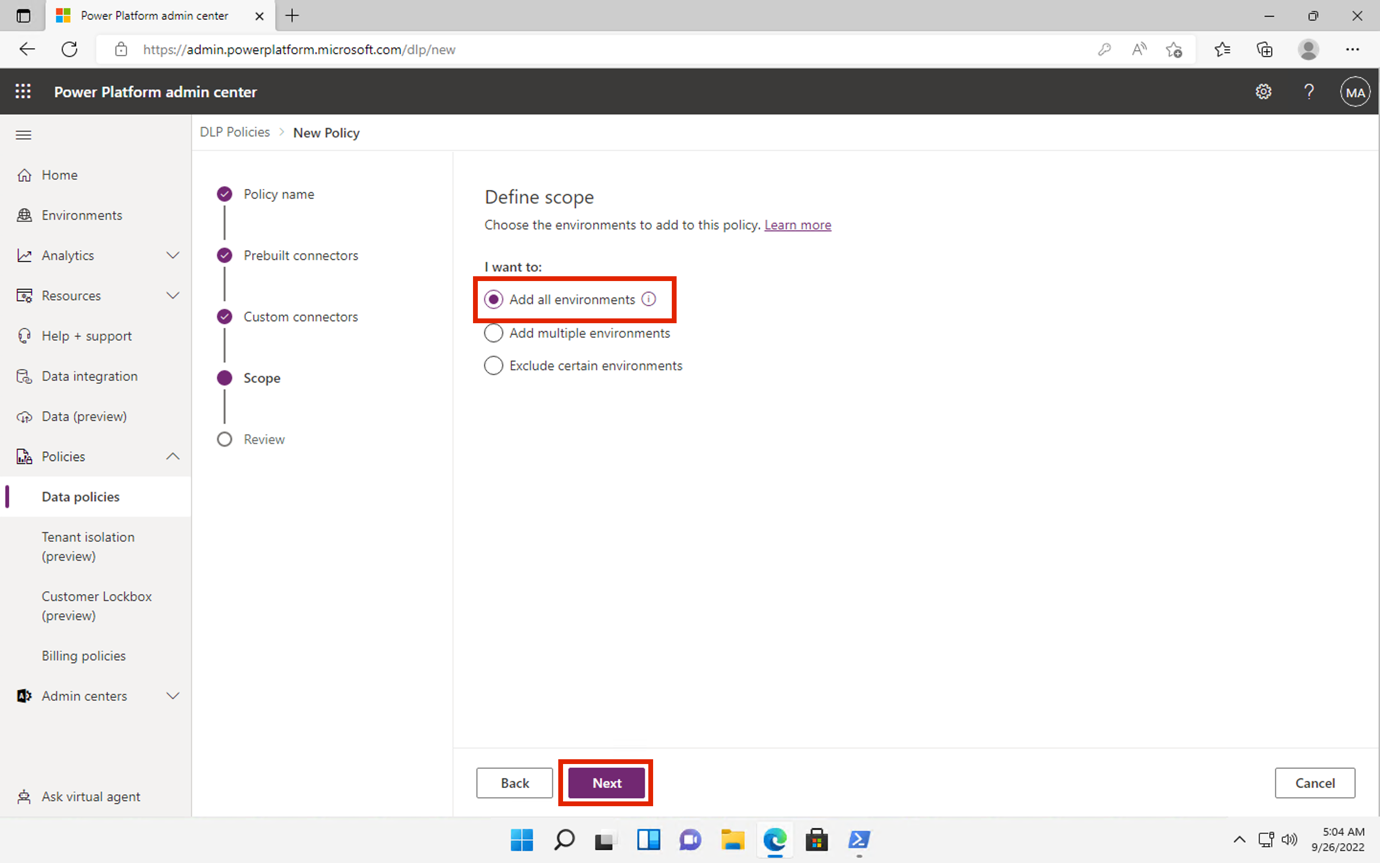 Power Platform admin center
https://admin.powerplatform.microsoft.com/dlp/new
Power Platform admin center
MA
DLP Policies > New Policy
Home
Environments
Analytics
Resources
Help + support
Data integration
Data (preview)
Policies
Data policies
Tenant isolation
(preview)
Customer Lockbox
(preview)
Billing policies
Admin centers
Ask virtual agent
Policy name
Prebuilt connectors
Custom connectors
Scope
Review
Define scope
Choose the environments to add to this policy. Learn more
I want to:
Add all environments
Add multiple environments
Exclude certain environments
Back
Next
Cancel
5:04 AM
9/26/2022